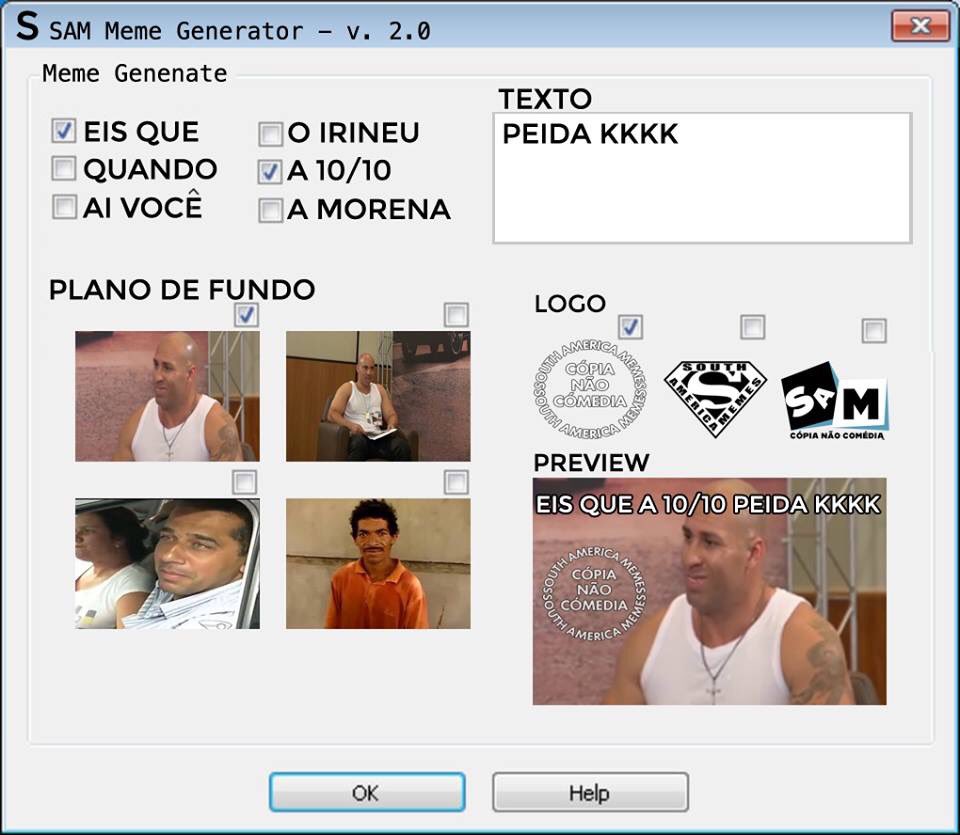 S SAM Meme Generator – v. 2.0
Meme Genenate
EIS QUE
O IRINEU
QUANDO
A 10/10
AI VOCÊ
A MORENA
TEXTO
PEIDA KKKK
PLANO DE FUNDO
LOGO
SOUTH AMERICA MEMES
SOUTH AMERICA MEMES
CÓPIA
NÃO
CÓMEDIA
SOUTH
S
AMERICA MEMES
SAM
CÓPIA NÃO COMÉDIA
PREVIEW
EIS QUE A 10/10 PEIDA KKKK
SOUTH AMERICA MEMES
SOUTH AMERICA MEMES
CÓPIA
NÃO
CÓMEDIA
OK
Help